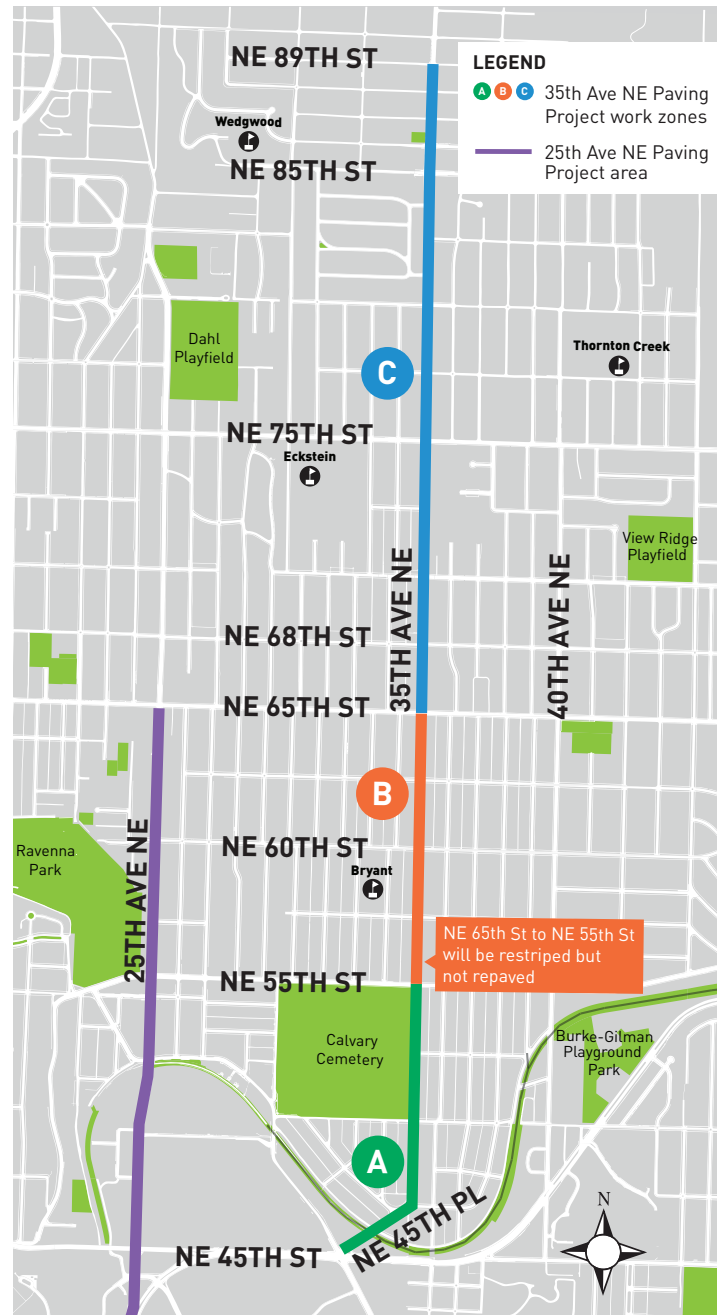 NE 89TH ST
LEGEND
A B C 35th Ave NE Paving
Project work zones
25th Ave NE Paving
Project area
Wedgwood
NE 85TH ST
Dahl
Playfield
C
Thornton Creek
NE 75TH ST
Eckstein
View Ridge
Playfield
35TH AVE NE
40TH AVE NE
NE 68TH ST
NE 65TH ST
B
25TH AVE NE
NE 60TH ST
Ravenna
Park
Bryant
NE 65th St to NE 55th St
will be restriped but
not repaved
NE 55TH ST
Calvary
Cemetery
Burke-Gilman
Playground
Park
A
NE 45TH PL
N
NE 45TH ST